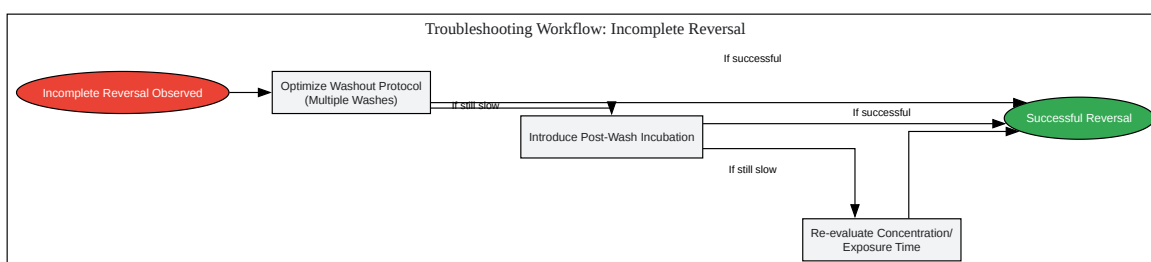 Troubleshooting Workflow: Incomplete Reversal
If successful
Incomplete Reversal Observed
Optimize Washout Protocol
(Multiple Washes)
If still slow
If successful
Successful Reversal
Introduce Post-Wash Incubation
If still slow
Re-evaluate Concentration/
Exposure Time